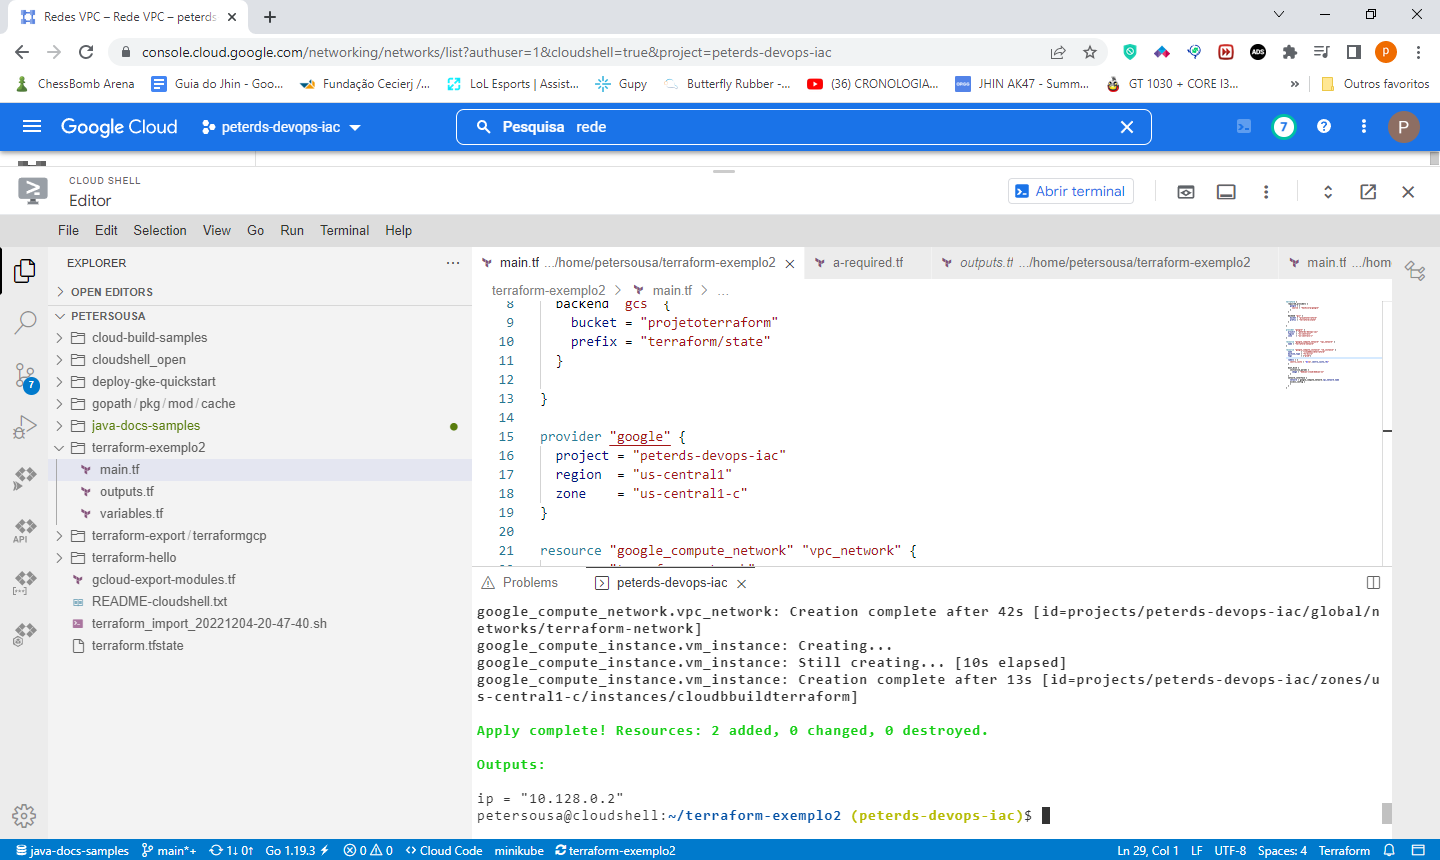 Redes VPC – Rede VPC – peterds
console.cloud.google.com/networking/networks/list?authuser=1&cloudshell=true&project=peterds-devops-iac
P
ChessBomb Arena
Guia do Jhin - Goo...
Fundação Cecierj /...
LoL Esports | Assist...
Gupy
Butterfly Rubber -...
(36) CRONOLOGIA...
JHIN AK47 - Summ...
GT 1030 + CORE I3...
»
Outros favoritos
Google Cloud
peterds-devops-iac
Pesquisa rede
7
P
CLOUD SHELL
Editor
Abrir terminal
File Edit Selection View Go Run Terminal Help
EXPLORER
OPEN EDITORS
PETERSOUSA
cloud-build-samples
cloudshell_open
deploy-gke-quickstart
gopath / pkg / mod / cache
java-docs-samples
terraform-exemplo2
main.tf
outputs.tf
variables.tf
terraform-export / terraformgcp
terraform-hello
gcloud-export-modules.tf
README-cloudshell.txt
terraform_import_20221204-20-47-40.sh
terraform.tfstate
7
API
main.tf .../home/petersousa/terraform-exemplo2
a-required.tf
outputs.tf .../home/petersousa/terraform-exemplo2
main.tf .../hom
terraform-exemplo2 > main.tf > ...
8 backend "gcs" {
9 bucket = "projetoterraform"
10 prefix = "terraform/state"
11 }
12
13 }
14
15 provider "google" {
16 project = "peterds-devops-iac"
17 region = "us-central1"
18 zone = "us-central1-c"
19 }
20
21 resource "google_compute_network" "vpc_network" {
Problems
peterds-devops-iac
google_compute_network.vpc_network: Creation complete after 42s [id=projects/peterds-devops-iac/global/n
etworks/terraform-network]
google_compute_instance.vm_instance: Creating...
google_compute_instance.vm_instance: Still creating... [10s elapsed]
google_compute_instance.vm_instance: Creation complete after 13s [id=projects/peterds-devops-iac/zones/u
s-central1-c/instances/cloudbbuildterraform]
Apply complete! Resources: 2 added, 0 changed, 0 destroyed.
Outputs:
ip = "10.128.0.2"
petersousa@cloudshell:~/terraform-exemplo2 (peterds-devops-iac)$
java-docs-samples
main*+
1↓ 0↑
Go 1.19.3
0 0
<> Cloud Code
minikube
terraform-exemplo2
Ln 29, Col 1
LF
UTF-8
Spaces: 4
Terraform